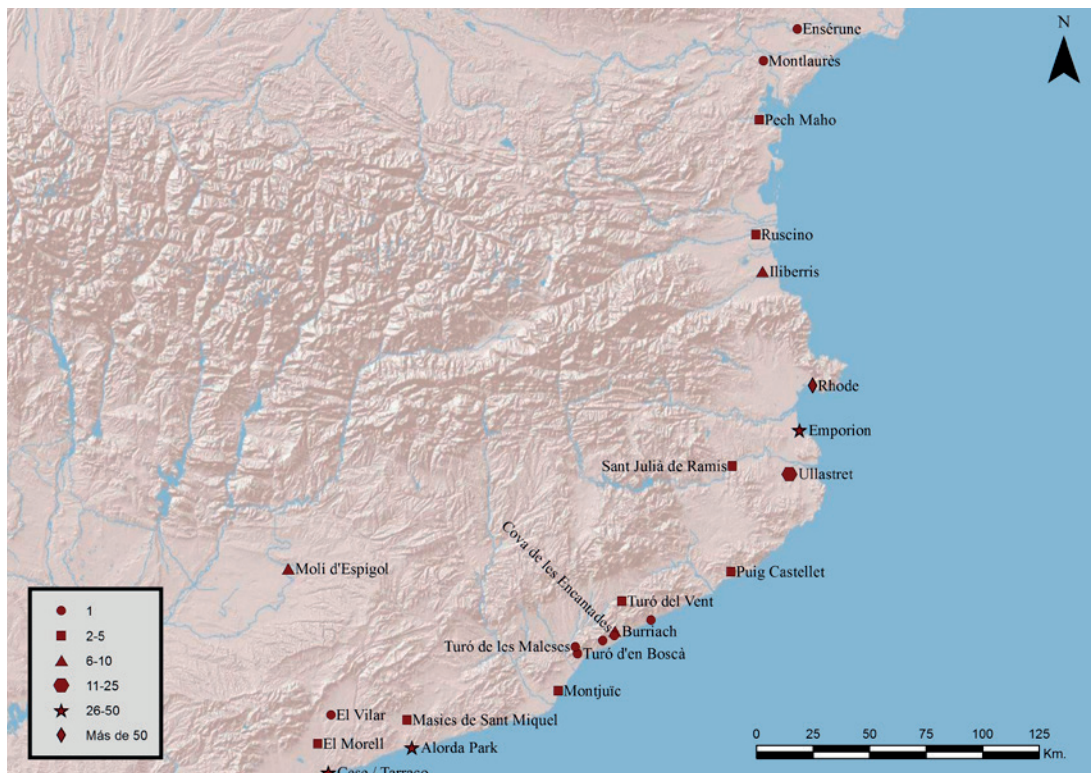 Ensérune
N
Montlaurès
Pech Maho
Ruscino
Iliberris
Rhode
Emporion
Sant Julià de Ramis
Ullastret
Cova de les Encantades
Molí d'Espígol
Puig Castellet
Turó del Vent
Burriach
Turó de les Maleses
Turó d'en Boscà
Montjuïc
El Vilar
Masies de Sant Miquel
El Morell
Alorda Park
Cese / Tarraco
1
2-5
6-10
11-25
26-50
Más de 50
0 25 50 75 100 125
Km.